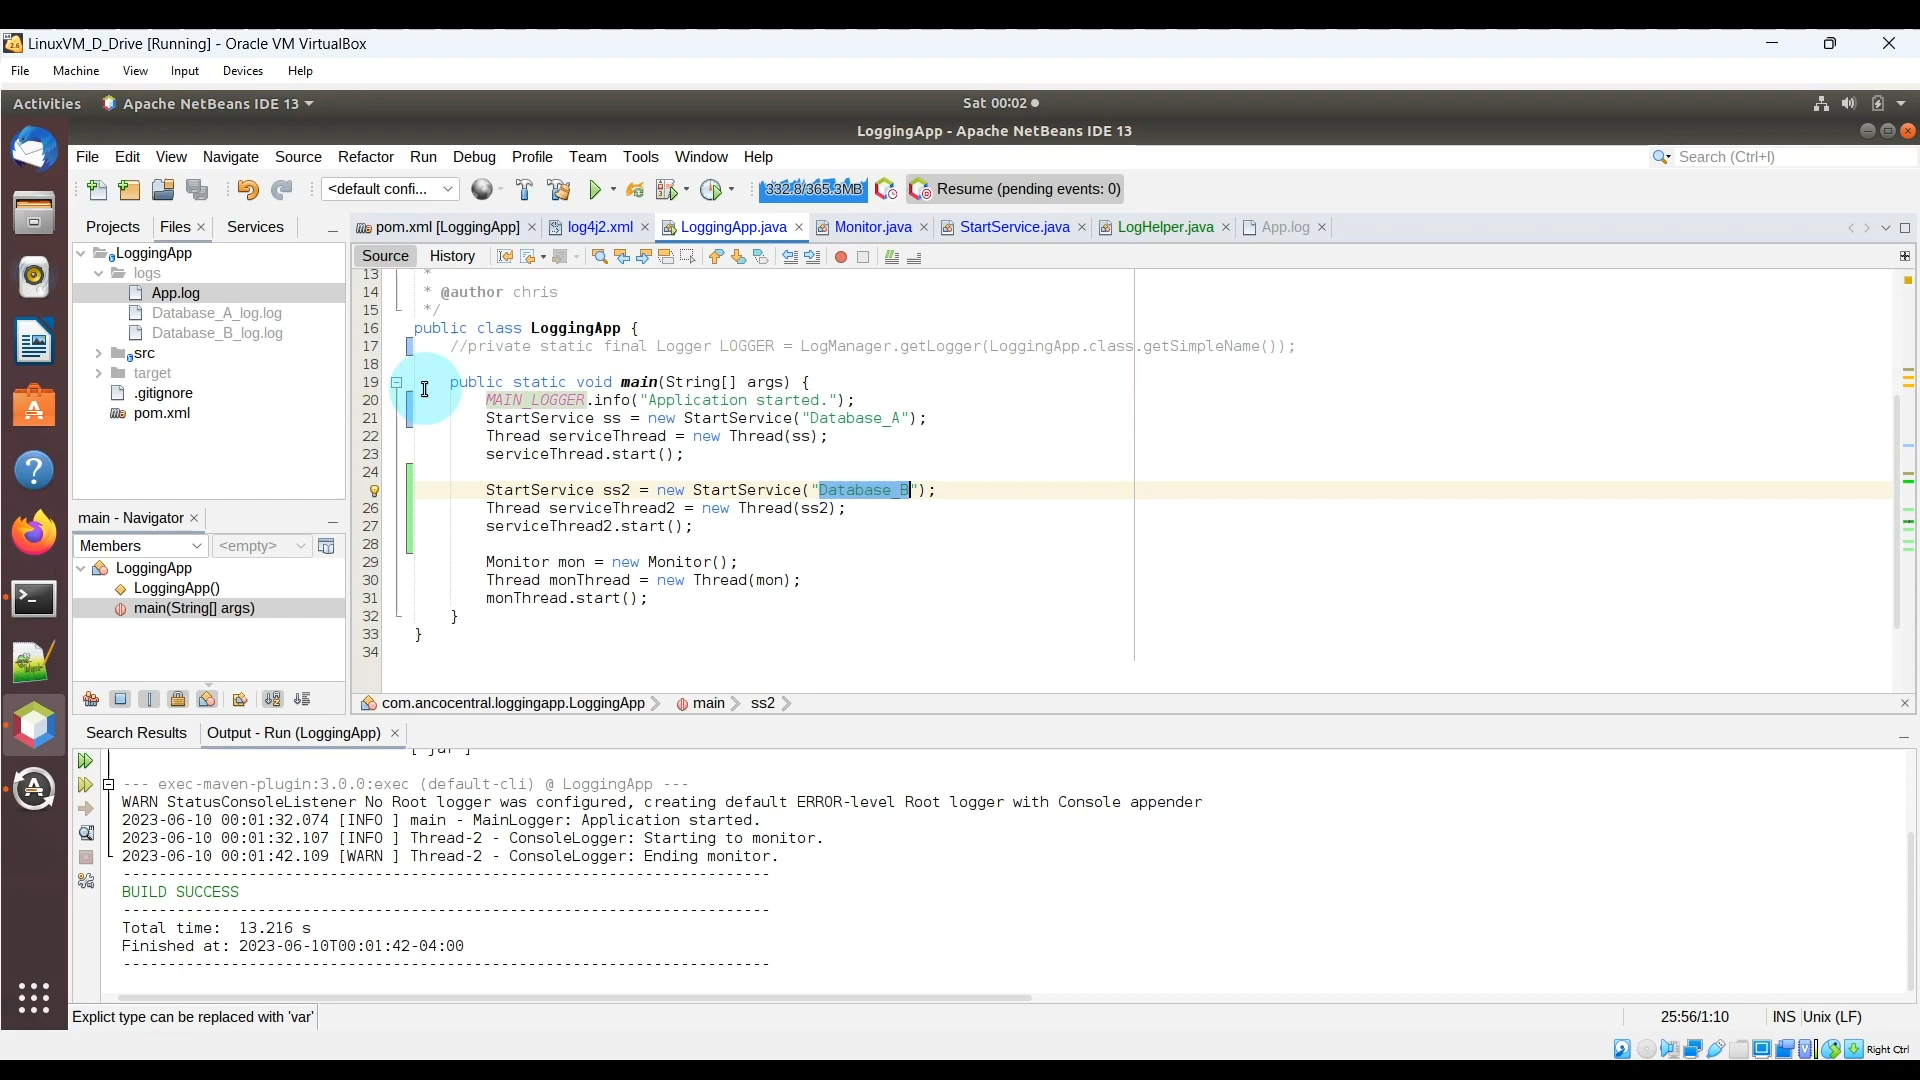 LinuxVM_D_Drive [Running] - Oracle VM VirtualBox
File Machine View Input Devices Help
Activities Apache NetBeans IDE 13 Sat 00:02
LoggingApp - Apache NetBeans IDE 13
File Edit View Navigate Source Refactor Run Debug Profile Team Tools Window Help Search (Ctrl+I)
<default confi... 332.8/365.3MB Resume (pending events: 0)
Projects Files Services
pom.xml [LoggingApp] log4j2.xml LoggingApp.java Monitor.java StartService.java LogHelper.java App.log
LoggingApp
logs
App.log
Database_A_log.log
Database_B_log.log
src
target
.gitignore
pom.xml
main - Navigator
Members <empty>
LoggingApp
LoggingApp()
main(String[] args)
Source History
13 *
14 * @author chris
15 */
16 public class LoggingApp {
17 //private static final Logger LOGGER = LogManager.getLogger(LoggingApp.class.getSimpleName());
18
19 public static void main(String[] args) {
20 MAIN_LOGGER.info("Application started.");
21 StartService ss = new StartService("Database_A");
22 Thread serviceThread = new Thread(ss);
23 serviceThread.start();
24
StartService ss2 = new StartService("Database_B");
26 Thread serviceThread2 = new Thread(ss2);
27 serviceThread2.start();
28
29 Monitor mon = new Monitor();
30 Thread monThread = new Thread(mon);
31 monThread.start();
32 }
33 }
34
com.ancocentral.loggingapp.LoggingApp main ss2
Search Results Output - Run (LoggingApp)
[ jar ]
--- exec-maven-plugin:3.0.0:exec (default-cli) @ LoggingApp ---
WARN StatusConsoleListener No Root logger was configured, creating default ERROR-level Root logger with Console appender
2023-06-10 00:01:32.074 [INFO ] main - MainLogger: Application started.
2023-06-10 00:01:32.107 [INFO ] Thread-2 - ConsoleLogger: Starting to monitor.
2023-06-10 00:01:42.109 [WARN ] Thread-2 - ConsoleLogger: Ending monitor.
------------------------------------------------------------------------
BUILD SUCCESS
------------------------------------------------------------------------
Total time:  13.216 s
Finished at: 2023-06-10T00:01:42-04:00
------------------------------------------------------------------------
Explict type can be replaced with 'var' 25:56/1:10 INS Unix (LF)
Right Ctrl